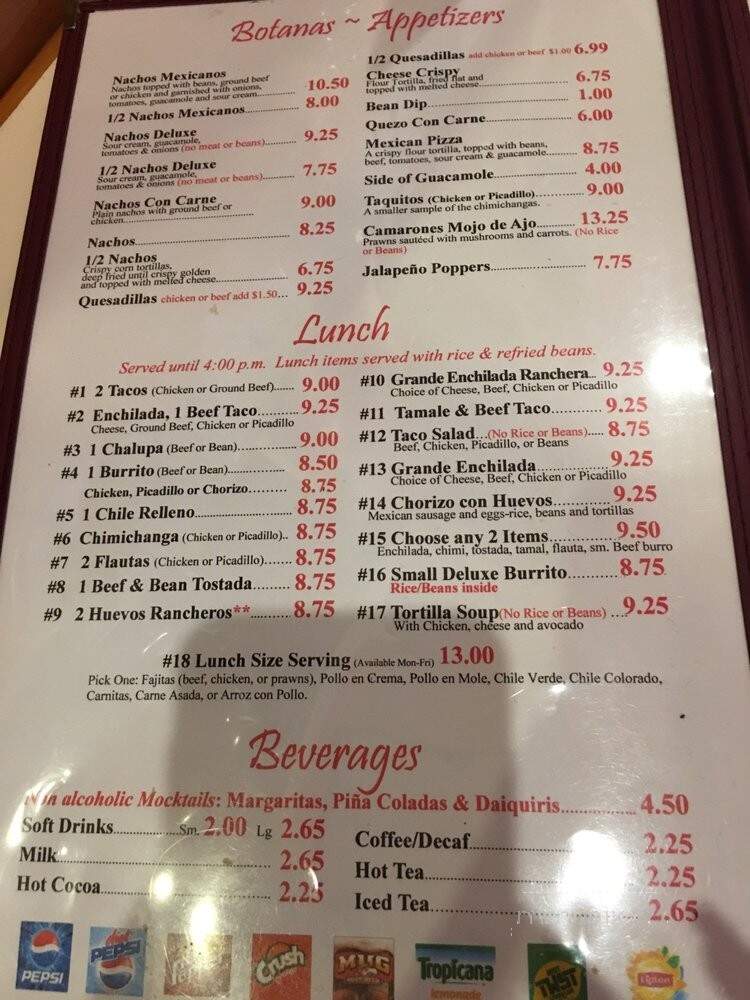 Botanas ~ Appetizers
Nachos Mexicanos
Nachos topped with beans, ground beef
or chicken and garnished with onions,
tomatoes, guacamole and sour cream.................. 10.50
1/2 Nachos Mexicanos............... 8.00
Nachos Deluxe
Sour cream, guacamole,
tomatoes & onions (no meat or beans)......... 9.25
1/2 Nachos Deluxe
Sour cream, guacamole,
tomatoes & onions (no meat or beans)......... 7.75
Nachos Con Carne
Plain nachos with ground beef or
chicken.......................... 9.00
Nachos........................................ 8.25
1/2 Nachos
Crispy corn tortillas,
deep fried until crispy golden
and topped with melted cheese............. 6.75
Quesadillas chicken or beef add $1.50... 9.25
1/2 Quesadillas add chicken or beef $1.00 6.99
Cheese Crispy
Flour Tortilla, fried flat and
topped with melted cheese.................... 6.75
Bean Dip................................ 1.00
Quezo Con Carne.................... 6.00
Mexican Pizza
A crispy flour tortilla, topped with beans,
beef, tomatoes, sour cream & guacamole......... 8.75
Side of Guacamole.................. 4.00
Taquitos (Chicken or Picadillo)............ 9.00
A smaller sample of the chimichangas.
Camarones Mojo de Ajo........... 13.25
Prawns sautéed with mushrooms and carrots. (No Rice
or Beans)
Jalapeño Poppers....................... 7.75
Lunch
Served until 4:00 p.m. Lunch items served with rice & refried beans.
#1 2 Tacos (Chicken or Ground Beef)...... 9.00
#2 Enchilada, 1 Beef Taco.......... 9.25
Cheese, Ground Beef, Chicken or Picadillo
#3 1 Chalupa (Beef or Bean)............... 9.00
#4 1 Burrito (Beef or Bean)................. 8.50
Chicken, Picadillo or Chorizo......... 8.75
#5 1 Chile Relleno........................ 8.75
#6 Chimichanga (Chicken or Picadillo).. 8.75
#7 2 Flautas (Chicken or Picadillo)....... 8.75
#8 1 Beef & Bean Tostada......... 8.75
#9 2 Huevos Rancheros**........... 8.75
#10 Grande Enchilada Ranchera.. 9.25
Choice of Cheese, Beef, Chicken or Picadillo
#11 Tamale & Beef Taco............ 9.25
#12 Taco Salad...(No Rice or Beans)..... 8.75
Beef, Chicken, Picadillo, or Beans
#13 Grande Enchilada.................. 9.25
Choice of Cheese, Beef, Chicken or Picadillo
#14 Chorizo con Huevos............ 9.25
Mexican sausage and eggs-rice, beans and tortillas
#15 Choose any 2 Items.............. 9.50
Enchilada, chimi, tostada, tamal, flauta, sm. Beef burro
#16 Small Deluxe Burrito............ 8.75
Rice/Beans inside
#17 Tortilla Soup(No Rice or Beans) .... 9.25
With Chicken, cheese and avocado
#18 Lunch Size Serving (Available Mon-Fri) 13.00
Pick One: Fajitas (beef, chicken, or prawns), Pollo en Crema, Pollo en Mole, Chile Verde, Chile Colorado,
Carnitas, Carne Asada, or Arroz con Pollo.
Beverages
Non alcoholic Mocktails: Margaritas, Piña Coladas & Daiquiris............... 4.50
Soft Drinks................ Sm. 2.00 Lg 2.65
Milk........................................ 2.65
Hot Cocoa............................... 2.25
Coffee/Decaf............................ 2.25
Hot Tea.................................... 2.25
Iced Tea.................................... 2.65
PEPSI
diet PEPSI
Crush
MUG
Tropicana
lemonade
TWST
Lipton